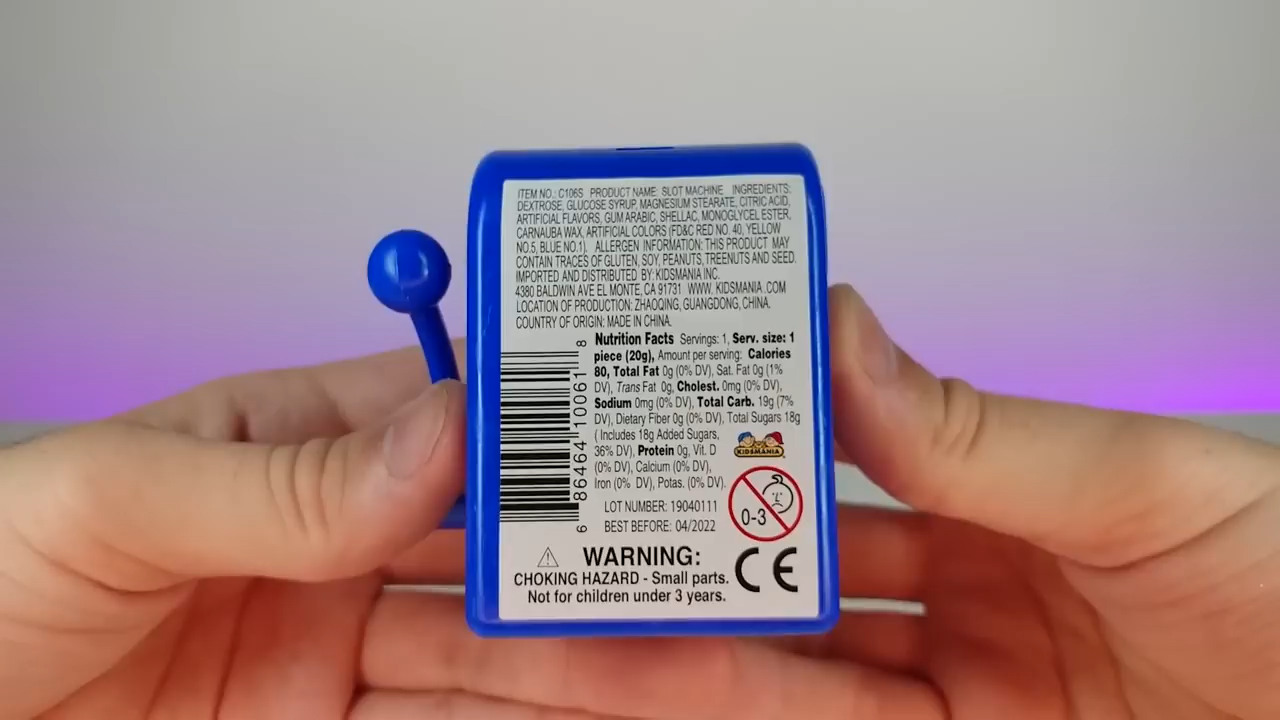 ITEM NO.: C106S PRODUCT NAME: SLOT MACHINE INGREDIENTS:
DEXTROSE, GLUCOSE SYRUP, MAGNESIUM STEARATE, CITRIC ACID,
ARTIFICIAL FLAVORS, GUM ARABIC, SHELLAC, MONOGLYCEL ESTER,
CARNAUBA WAX, ARTIFICIAL COLORS (FD&C RED NO. 40, YELLOW
NO.5, BLUE NO.1). ALLERGEN INFORMATION: THIS PRODUCT MAY
CONTAIN TRACES OF GLUTEN, SOY, PEANUTS, TREENUTS AND SEED.
IMPORTED AND DISTRIBUTED BY: KIDSMANIA INC.
4380 BALDWIN AVE EL MONTE, CA 91731 WWW. KIDSMANIA .COM
LOCATION OF PRODUCTION: ZHAOQING, GUANGDONG, CHINA.
COUNTRY OF ORIGIN: MADE IN CHINA.
Nutrition Facts Servings: 1, Serv. size: 1
piece (20g), Amount per serving: Calories
80, Total Fat 0g (0% DV), Sat. Fat 0g (1%
DV), Trans Fat 0g, Cholest. 0mg (0% DV),
Sodium 0mg (0% DV), Total Carb. 19g (7%
DV), Dietary Fiber 0g (0% DV), Total Sugars 18g
( Includes 18g Added Sugars,
36% DV), Protein 0g, Vit. D
(0% DV), Calcium (0% DV),
Iron (0% DV), Potas. (0% DV).
KIDSMANIA
6 86464 10061 8
LOT NUMBER: 19040111
BEST BEFORE: 04/2022
0-3
WARNING:
CHOKING HAZARD - Small parts.
Not for children under 3 years.
CE